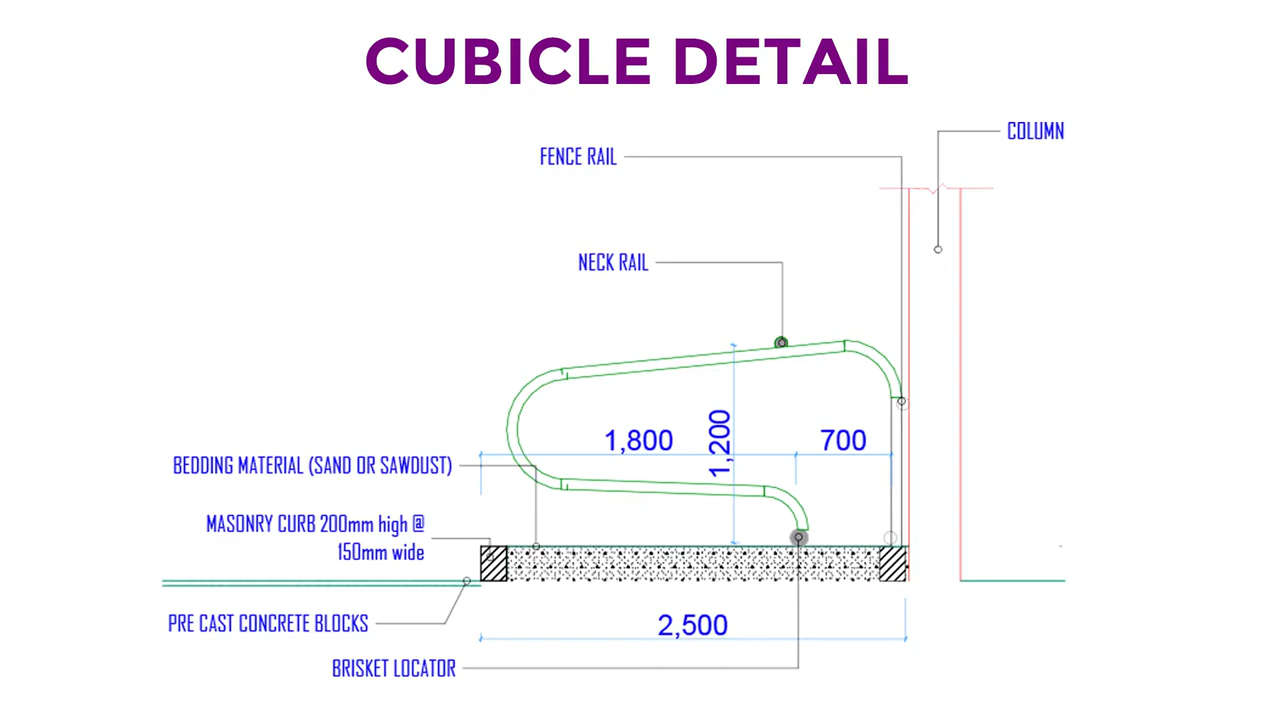 CUBICLE DETAIL
COLUMN
FENCE RAIL
NECK RAIL
1,800
1,200
700
BEDDING MATERIAL (SAND OR SAWDUST)
MASONRY CURB 200mm high @
150mm wide
PRE CAST CONCRETE BLOCKS
2,500
BRISKET LOCATOR